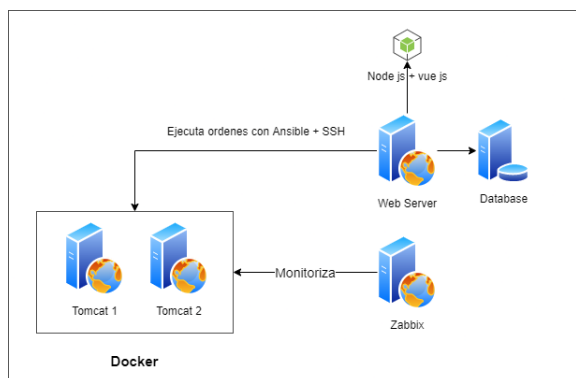 Node js + vue js
Ejecuta ordenes con Ansible + SSH
Web Server
Database
Tomcat 1
Tomcat 2
Monitoriza
Zabbix
Docker